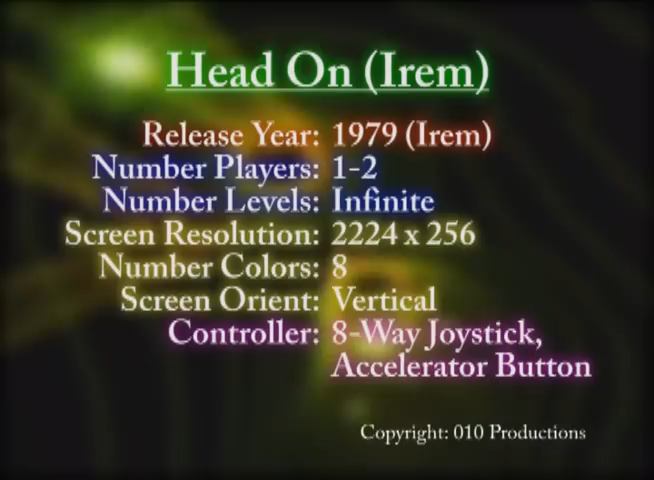 Head On (Irem)
Release Year: 1979 (Irem)
Number Players: 1-2
Number Levels: Infinite
Screen Resolution: 2224 x 256
Number Colors: 8
Screen Orient: Vertical
Controller: 8-Way Joystick,
Accelerator Button
Copyright: 010 Productions